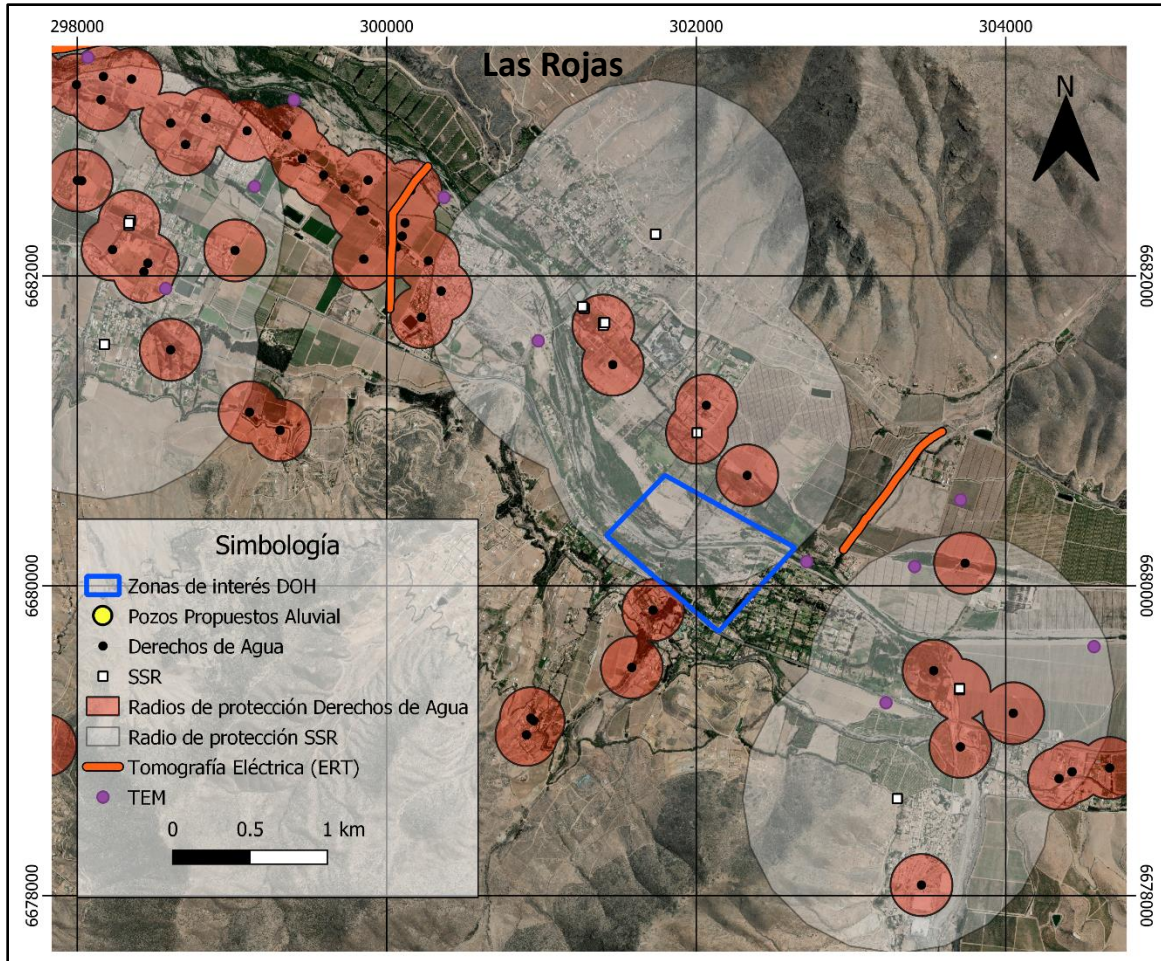 298000 300000 302000 304000
Las Rojas
N
6682000 6682000
6680000 6680000
6678000 6678000
Simbología
Zonas de interés DOH
Pozos Propuestos Aluvial
Derechos de Agua
SSR
Radios de protección Derechos de Agua
Radio de protección SSR
Tomografía Eléctrica (ERT)
TEM
0 0.5 1 km